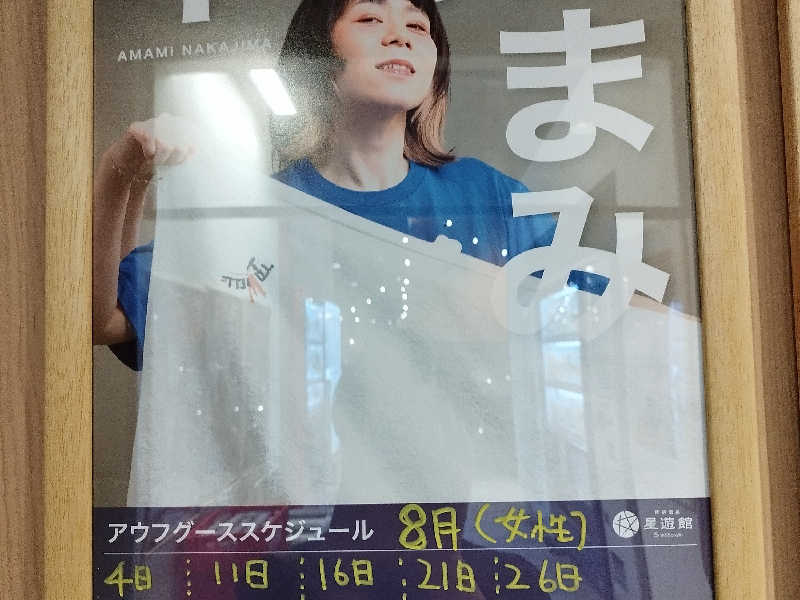 AMAMI NAKAJIMA
まみ
アウフグーススケジュール 8月(女性)
星遊館
4日 11日 16日 21日 26日